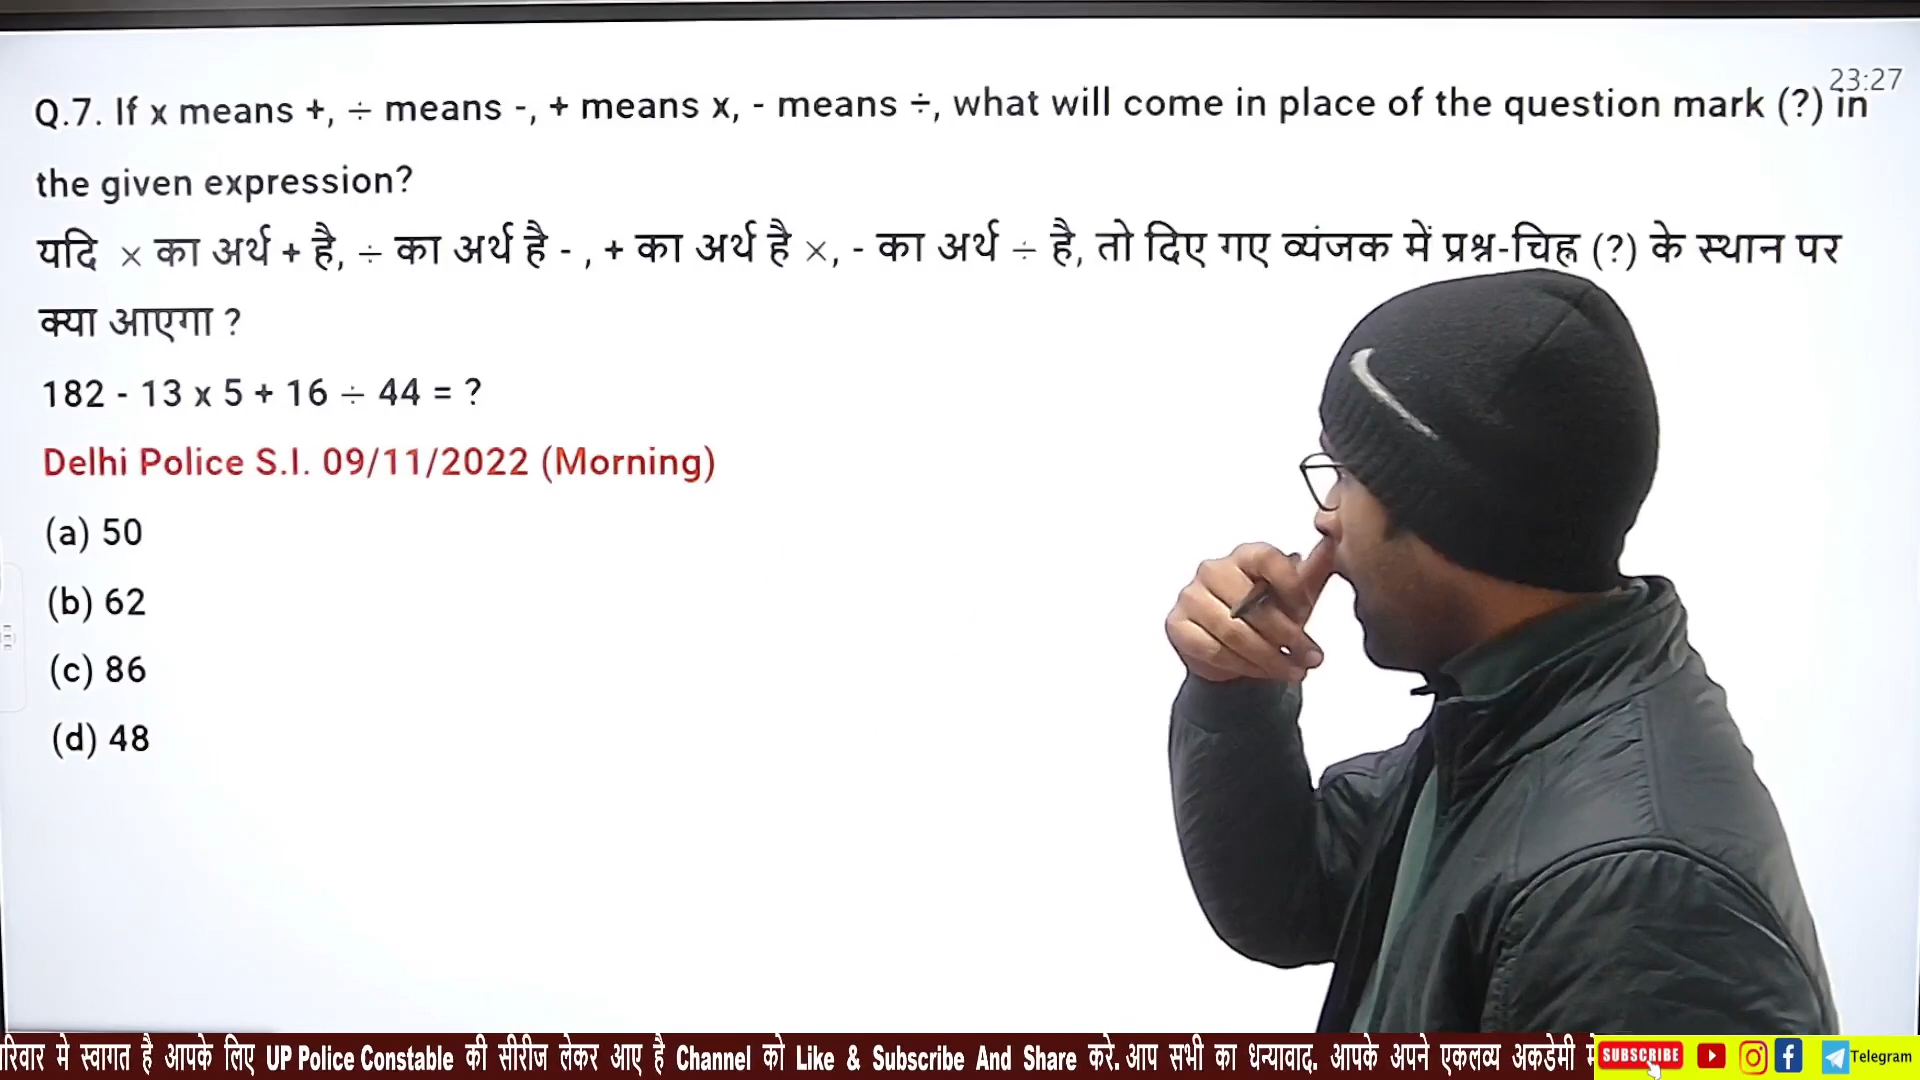 23:27
Q.7. If x means +, ÷ means -, + means x, - means ÷, what will come in place of the question mark (?) in
the given expression?
यदि × का अर्थ + है, ÷ का अर्थ है - , + का अर्थ है ×, - का अर्थ ÷ है, तो दिए गए व्यंजक में प्रश्न-चिह्न (?) के स्थान पर
क्या आएगा ?
182 - 13 x 5 + 16 ÷ 44 = ?
Delhi Police S.I. 09/11/2022 (Morning)
(a) 50
(b) 62
(c) 86
(d) 48
मे स्वागत है आपके लिए UP Police Constable की सीरीज लेकर आए है Channel को Like & Subscribe And Share करे. आप सभी का धन्यावाद. आपके अपने एकलव्य अकडेमी SUBSCRIBE Telegram